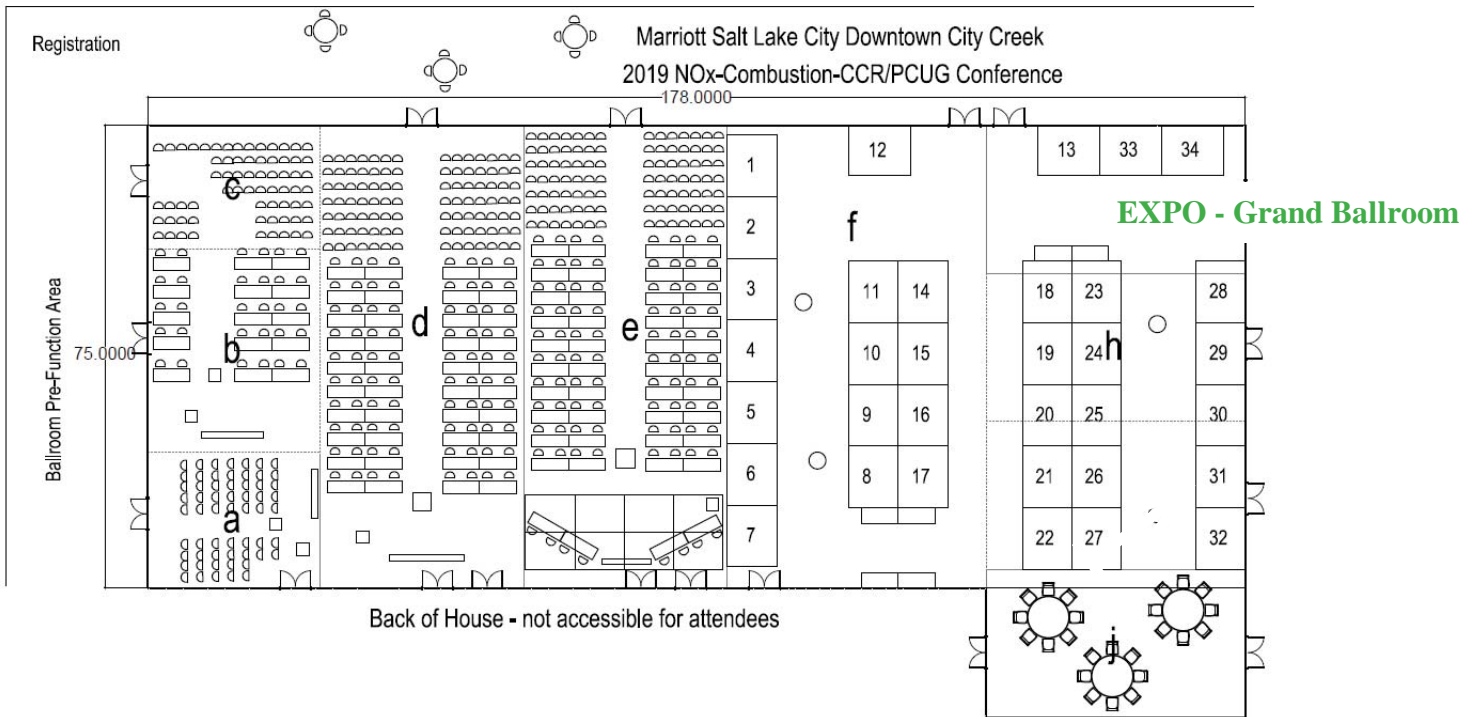 Registration
Marriott Salt Lake City Downtown City Creek
2019 NOx-Combustion-CCR/PCUG Conference
178.0000
12
13 33 34
1
c
EXPO - Grand Ballroom
2
f
3
11 14
18 23
28
d
e
4
10 15
19 24
h
29
b
75.0000
Ballroom Pre-Function Area
5
9 16
20 25
30
6
8 17
21 26
31
a
7
22 27
32
Back of House - not accessible for attendees
j